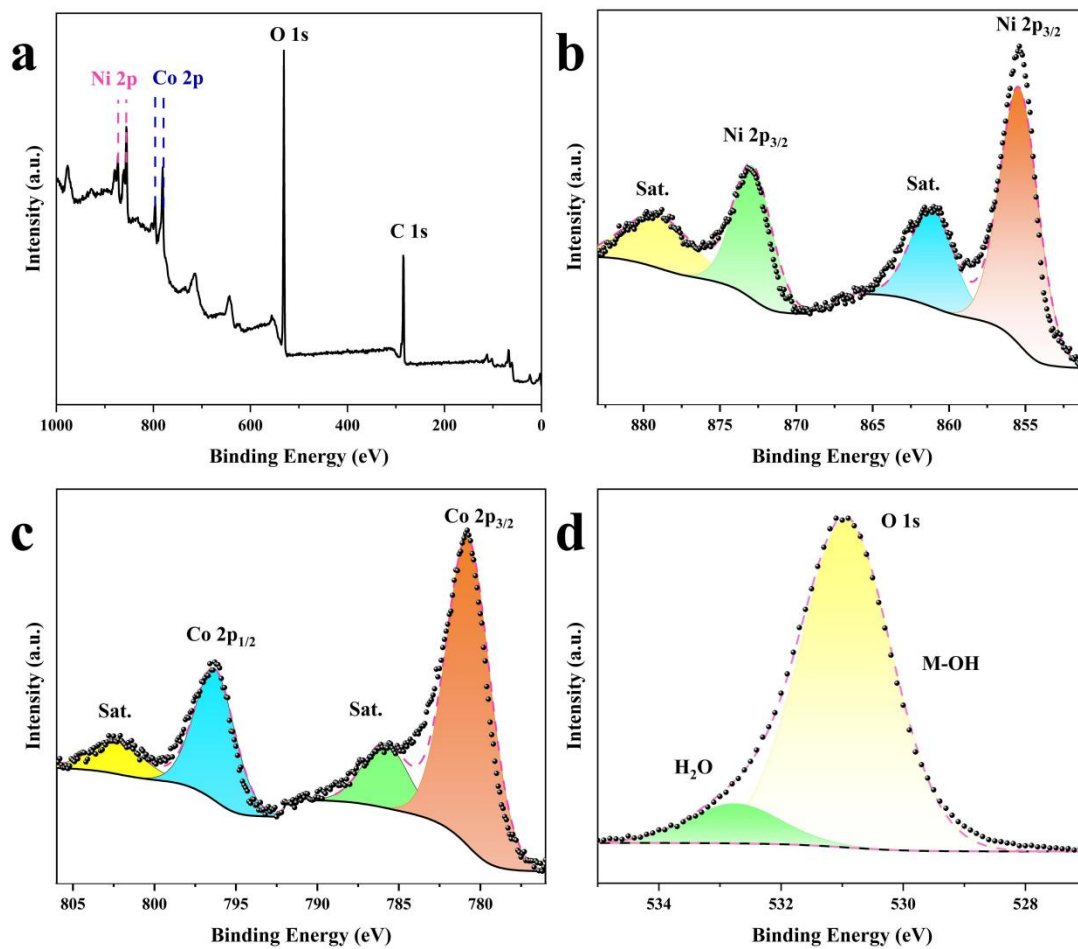 a
O 1s
Ni 2p
Co 2p
C 1s
Intensity (a.u.)
1000 800 600 400 200 0
Binding Energy (eV)
b
Ni 2p₃/₂
Ni 2p₃/₂
Sat.
Sat.
Intensity (a.u.)
880 875 870 865 860 855
Binding Energy (eV)
c
Co 2p₃/₂
Co 2p₁/₂
Sat.
Sat.
Intensity (a.u.)
805 800 795 790 785 780
Binding Energy (eV)
d
O 1s
M-OH
H₂O
Intensity (a.u.)
534 532 530 528
Binding Energy (eV)